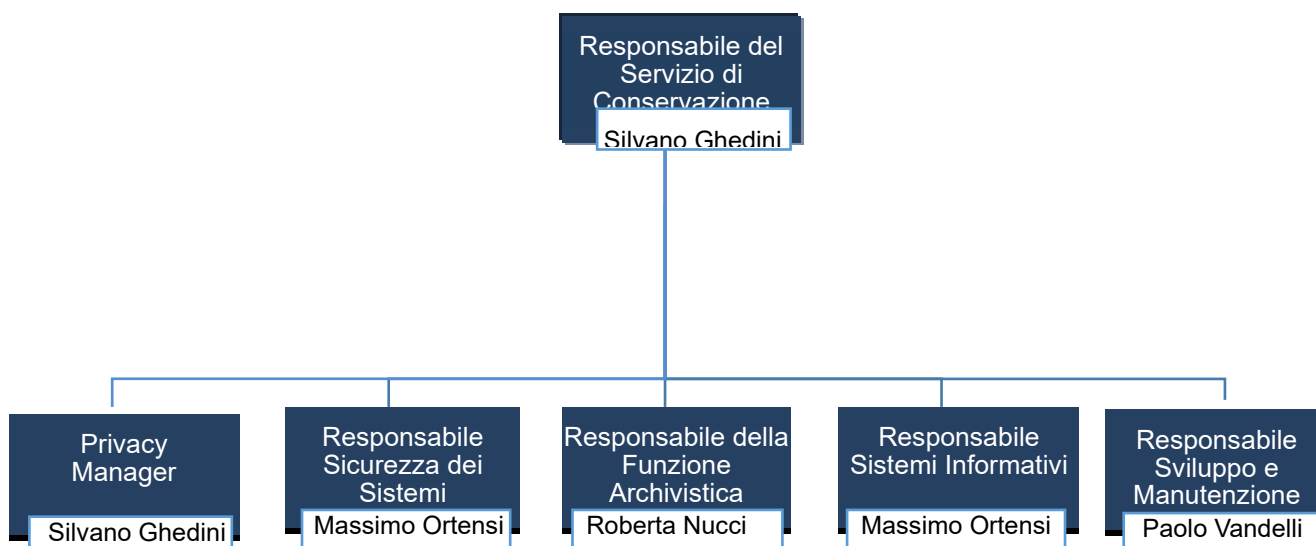 Responsabile del
Servizio di
Conservazione
Silvano Ghedini
Privacy
Manager
Silvano Ghedini
Responsabile
Sicurezza dei
Sistemi
Massimo Ortensi
Responsabile della
Funzione
Archivistica
Roberta Nucci
Responsabile
Sistemi Informativi
Massimo Ortensi
Responsabile
Sviluppo e
Manutenzione
Paolo Vandelli